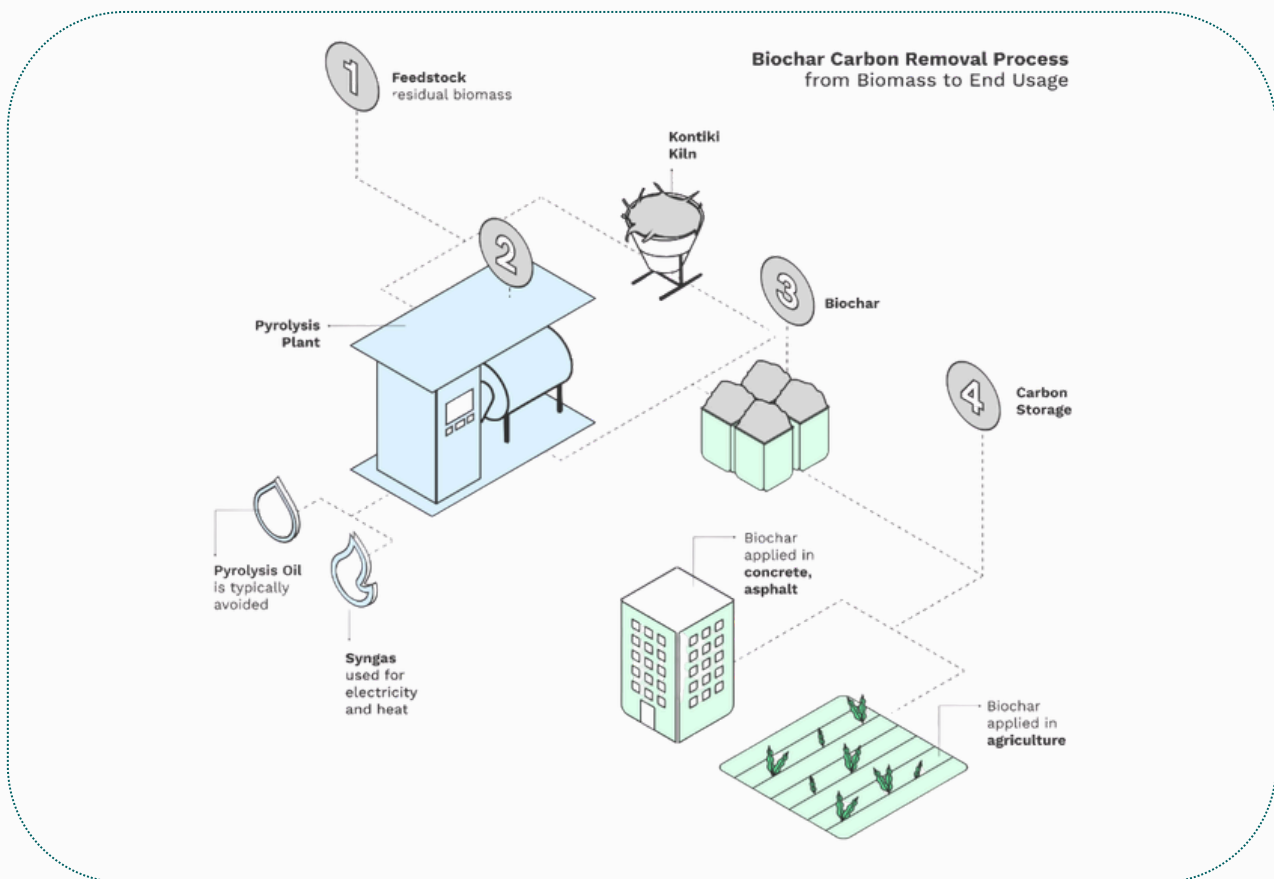 Biochar Carbon Removal Process
from Biomass to End Usage
1
Feedstock
residual biomass
Kontiki
Kiln
2
Pyrolysis
Plant
3
Biochar
4
Carbon
Storage
Pyrolysis Oil
is typically
avoided
Syngas
used for
electricity
and heat
Biochar
applied in
concrete,
asphalt
Biochar
applied in
agriculture